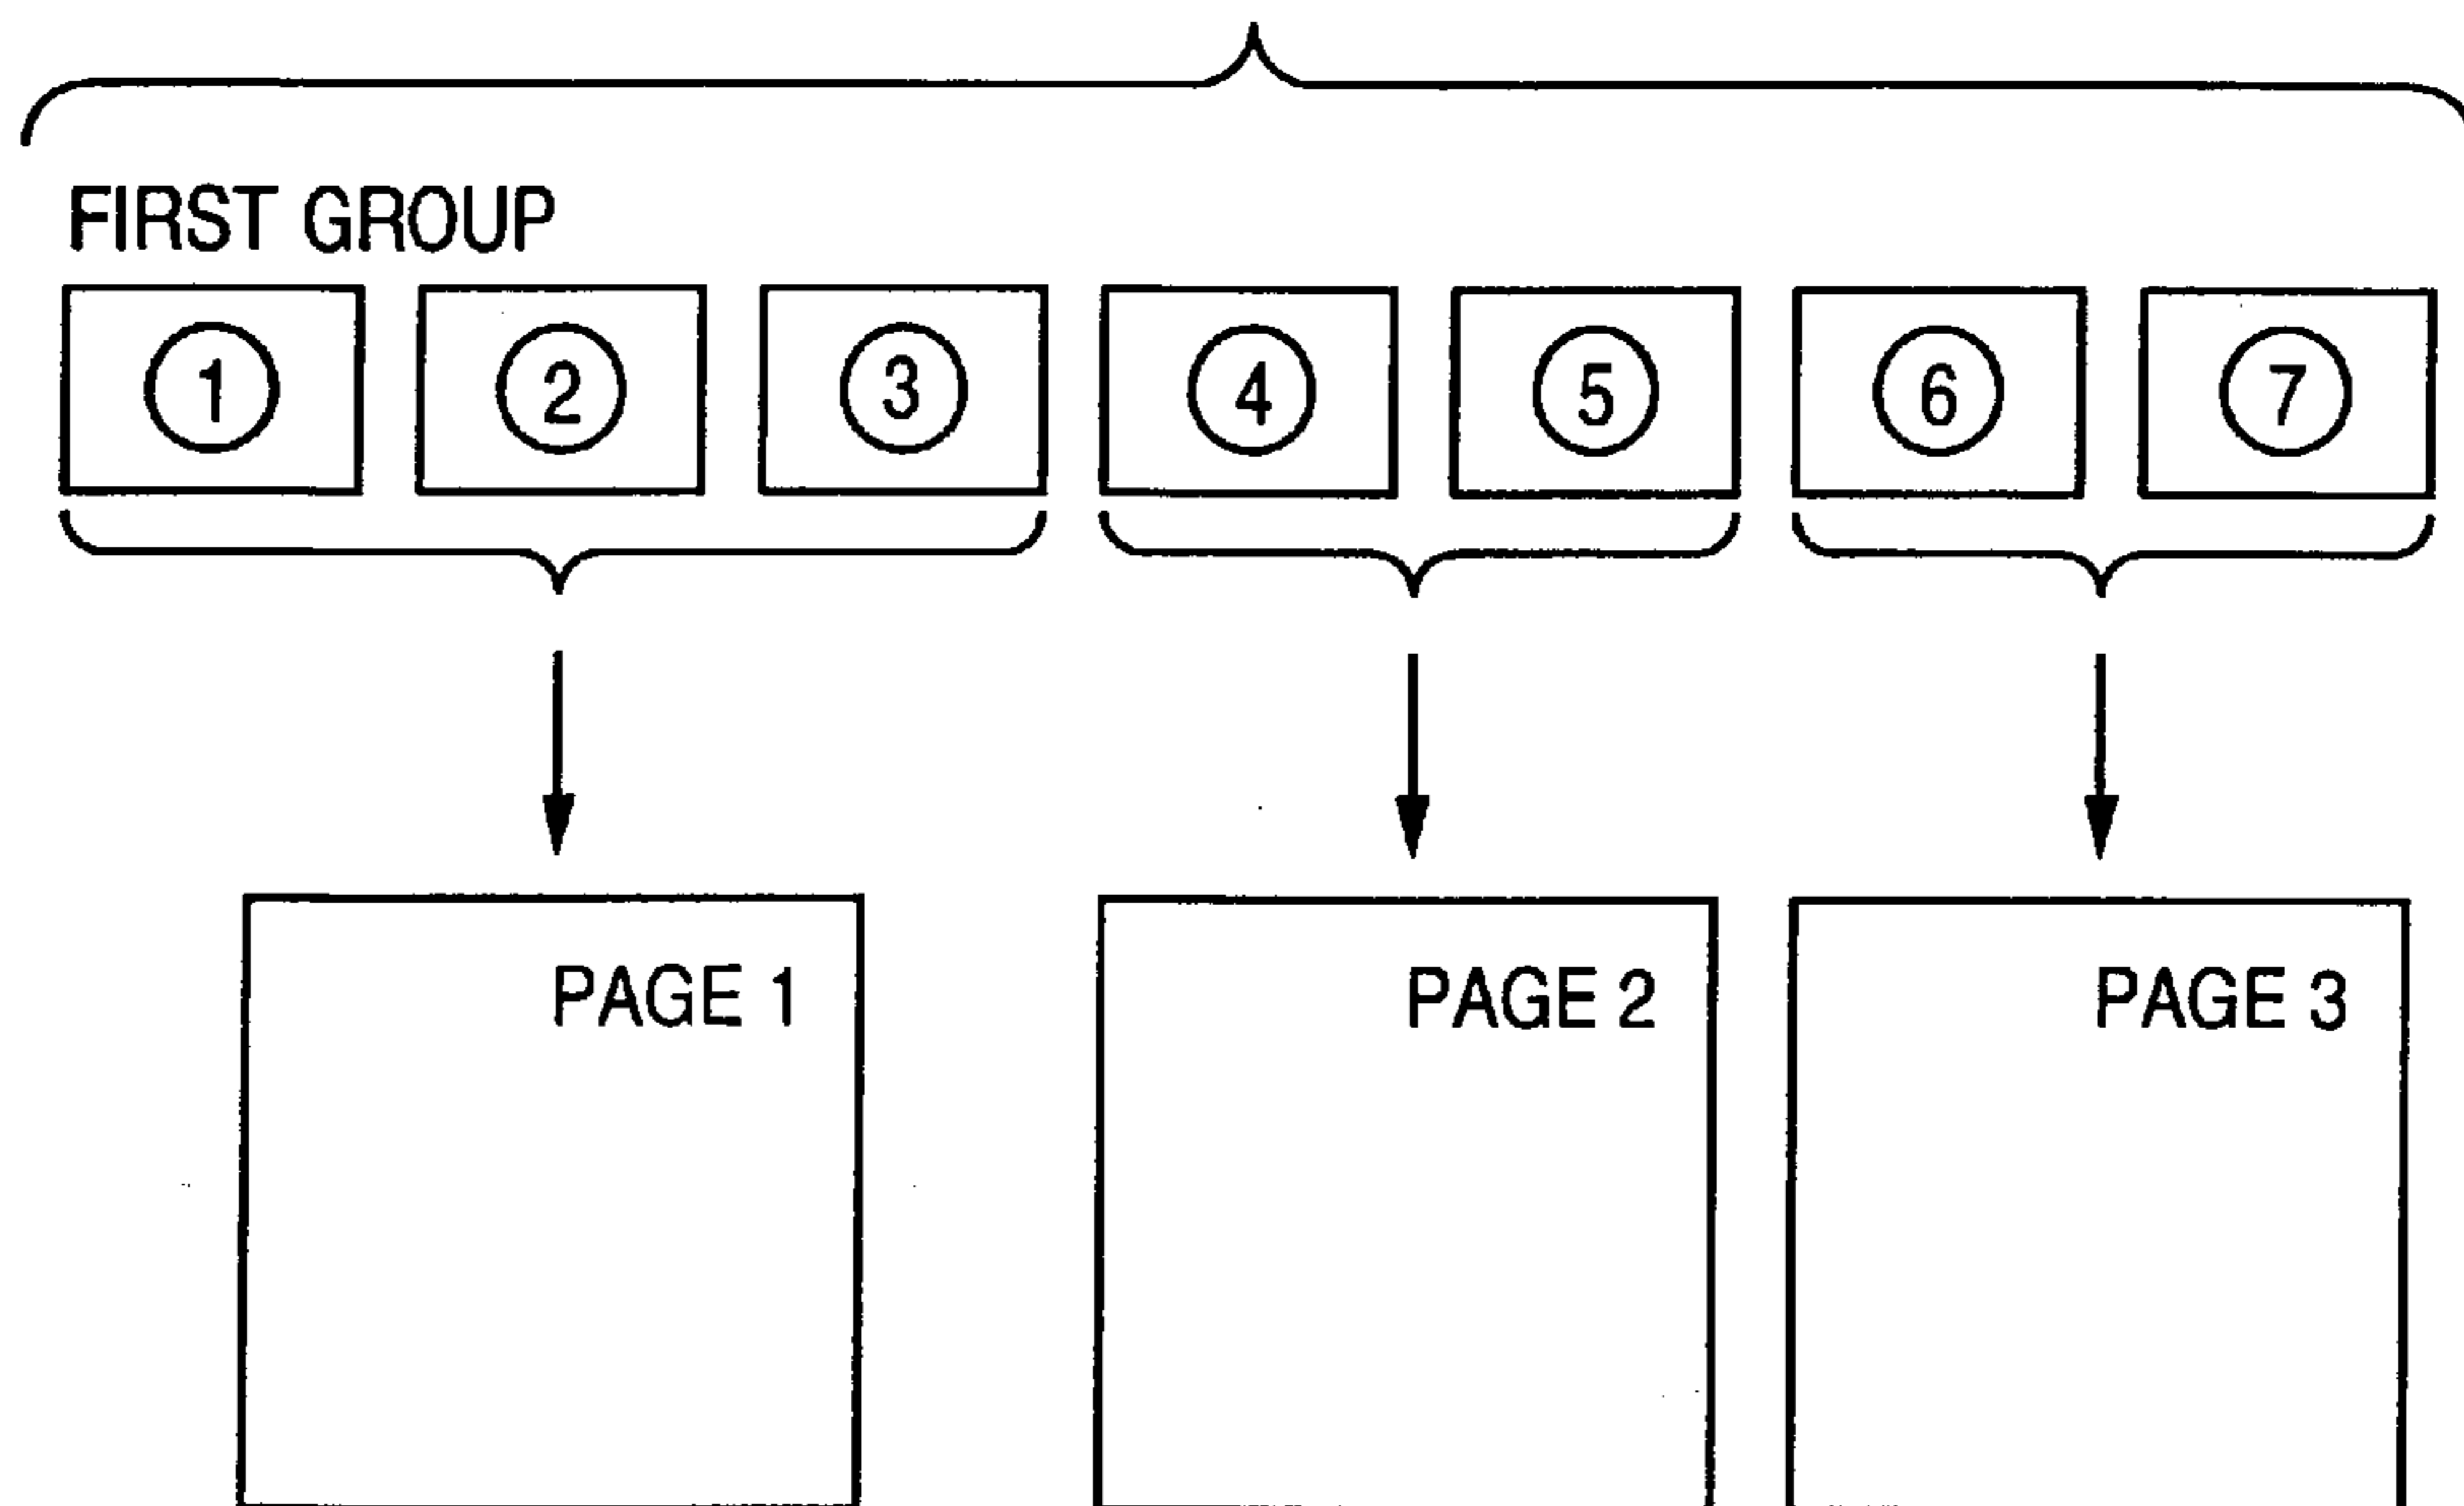 FIRST GROUP
① ② ③ ④ ⑤ ⑥ ⑦
PAGE 1 PAGE 2 PAGE 3